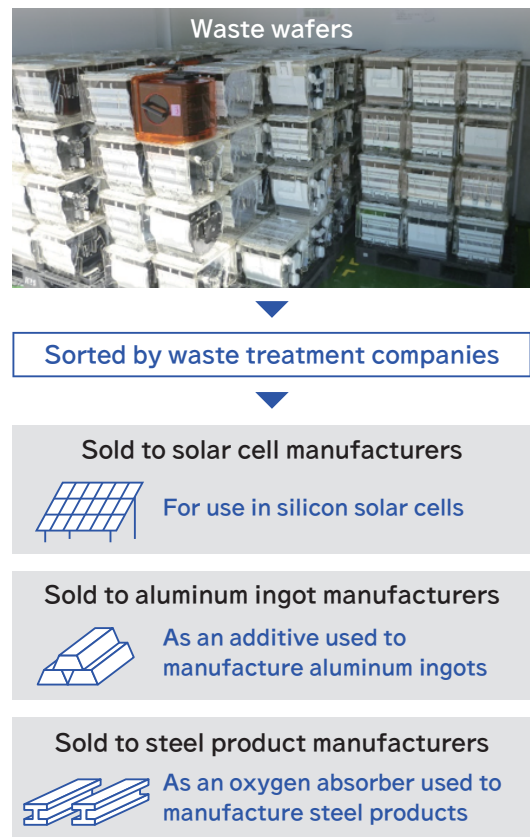 Waste wafers
Sorted by waste treatment companies
Sold to solar cell manufacturers
For use in silicon solar cells
Sold to aluminum ingot manufacturers
As an additive used to
manufacture aluminum ingots
Sold to steel product manufacturers
As an oxygen absorber used to
manufacture steel products